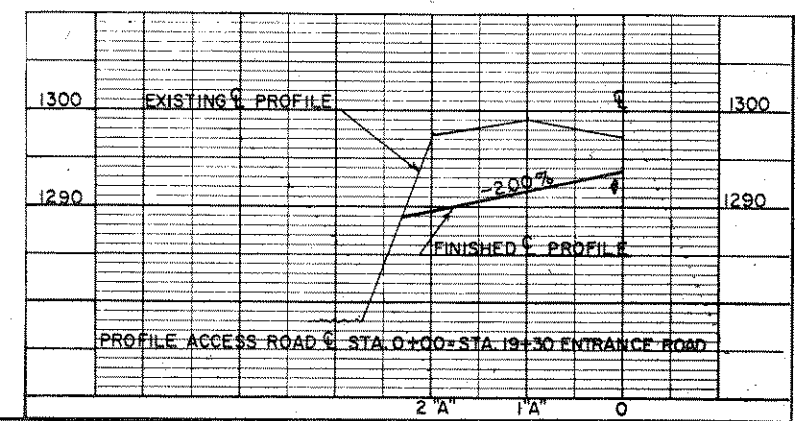 1300 EXISTING ℄ PROFILE ℄ 1300
-2.00%
1290 1290
FINISHED ℄ PROFILE
PROFILE ACCESS ROAD ℄ STA. 0+00=STA. 19+30 ENTRANCE ROAD
2 "A" 1 "A" 0